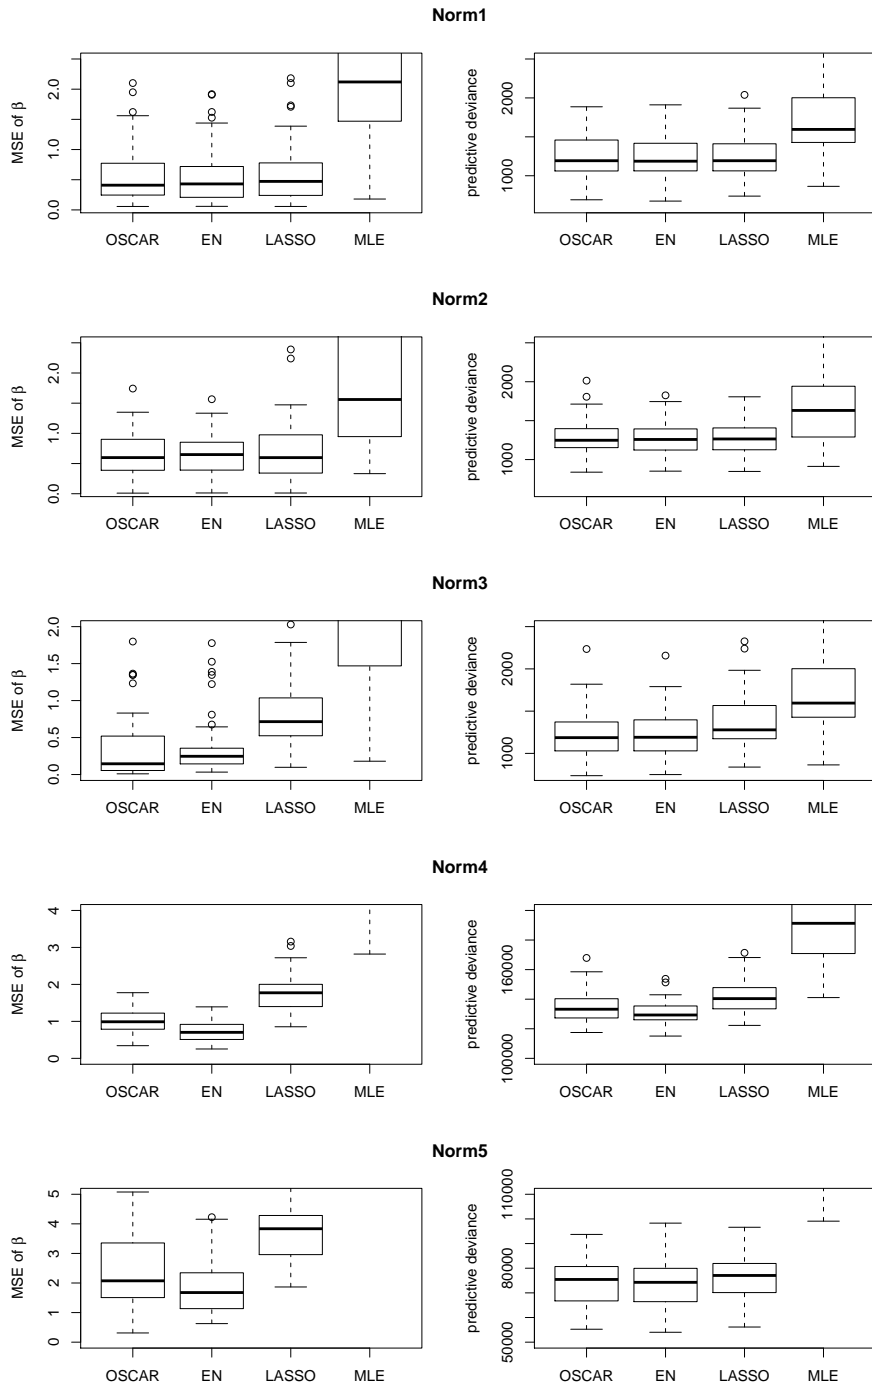 Norm1
MSE of β
0.0 1.0 2.0
OSCAR EN LASSO MLE
predictive deviance
1000 2000
OSCAR EN LASSO MLE
Norm2
MSE of β
0.0 1.0 2.0
OSCAR EN LASSO MLE
predictive deviance
1000 2000
OSCAR EN LASSO MLE
Norm3
MSE of β
0.0 0.5 1.0 1.5 2.0
OSCAR EN LASSO MLE
predictive deviance
1000 2000
OSCAR EN LASSO MLE
Norm4
MSE of β
0 1 2 3 4
OSCAR EN LASSO MLE
predictive deviance
100000 160000
OSCAR EN LASSO MLE
Norm5
MSE of β
0 1 2 3 4 5
OSCAR EN LASSO MLE
predictive deviance
50000 80000 110000
OSCAR EN LASSO MLE